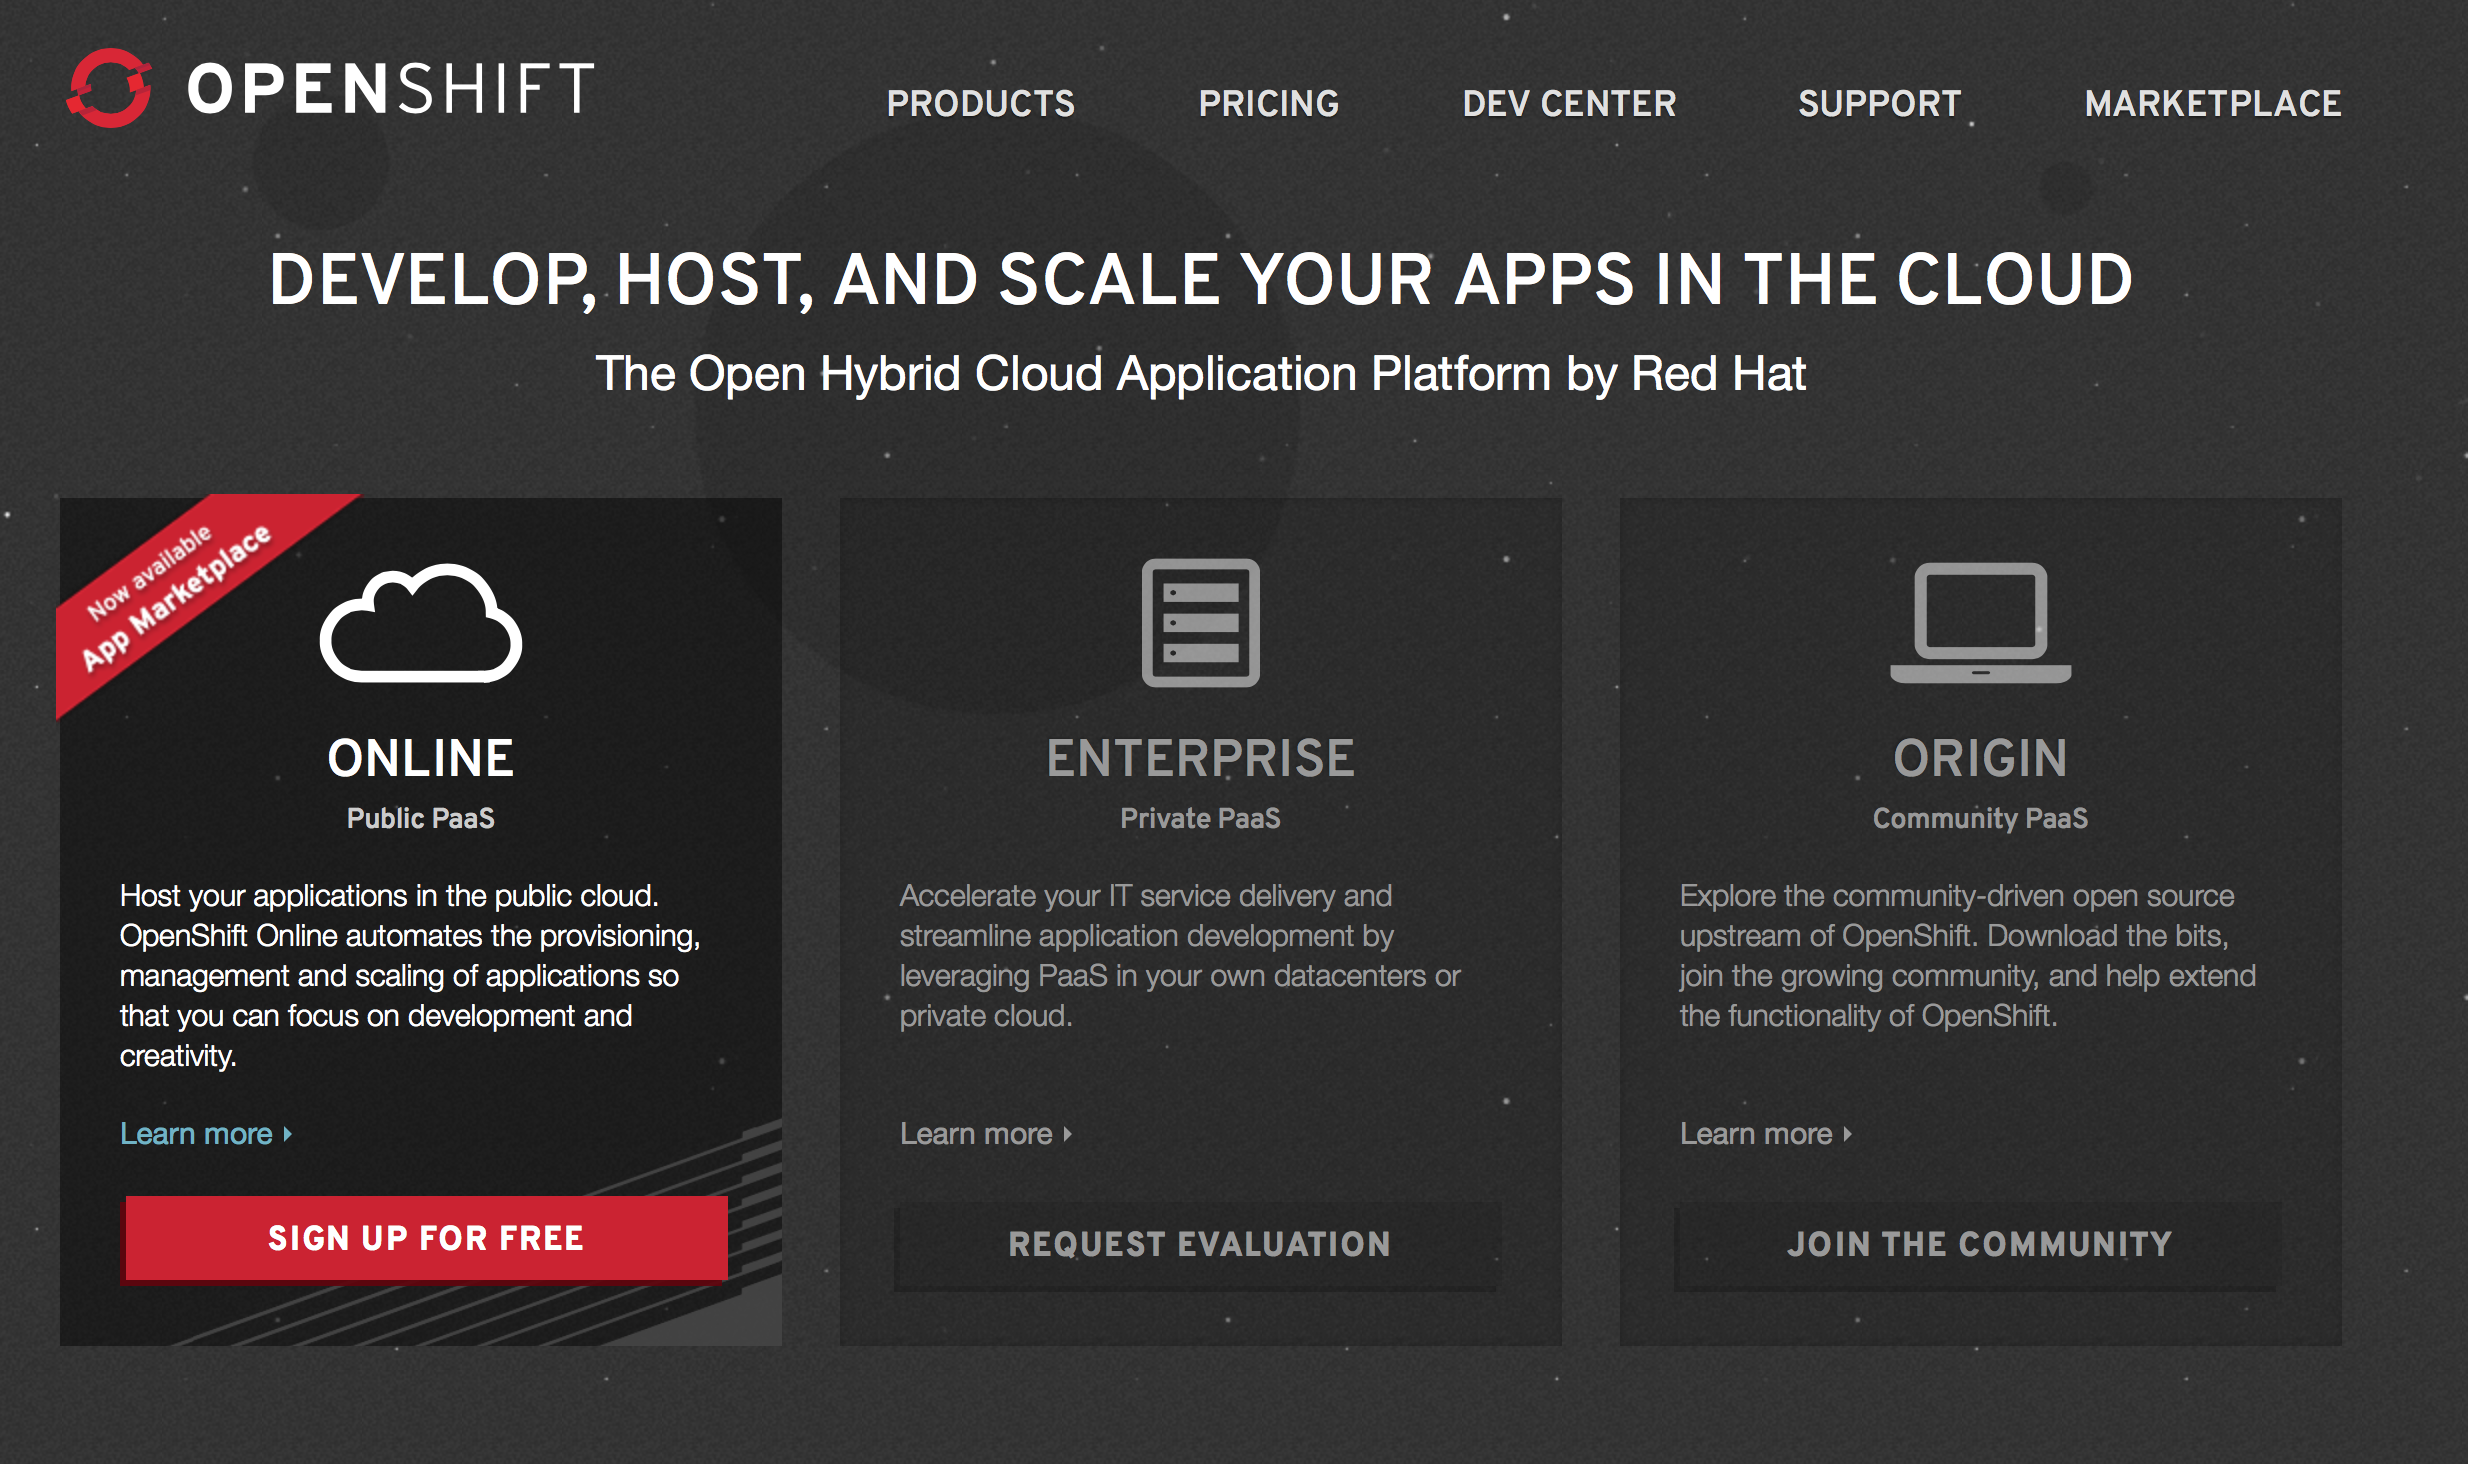 OPENSHIFT
PRODUCTS PRICING DEV CENTER SUPPORT MARKETPLACE
DEVELOP, HOST, AND SCALE YOUR APPS IN THE CLOUD
The Open Hybrid Cloud Application Platform by Red Hat
Now available
App Marketplace
ONLINE
Public PaaS
Host your applications in the public cloud.
OpenShift Online automates the provisioning,
management and scaling of applications so
that you can focus on development and
creativity.
Learn more
SIGN UP FOR FREE
ENTERPRISE
Private PaaS
Accelerate your IT service delivery and
streamline application development by
leveraging PaaS in your own datacenters or
private cloud.
Learn more
REQUEST EVALUATION
ORIGIN
Community PaaS
Explore the community-driven open source
upstream of OpenShift. Download the bits,
join the growing community, and help extend
the functionality of OpenShift.
Learn more
JOIN THE COMMUNITY